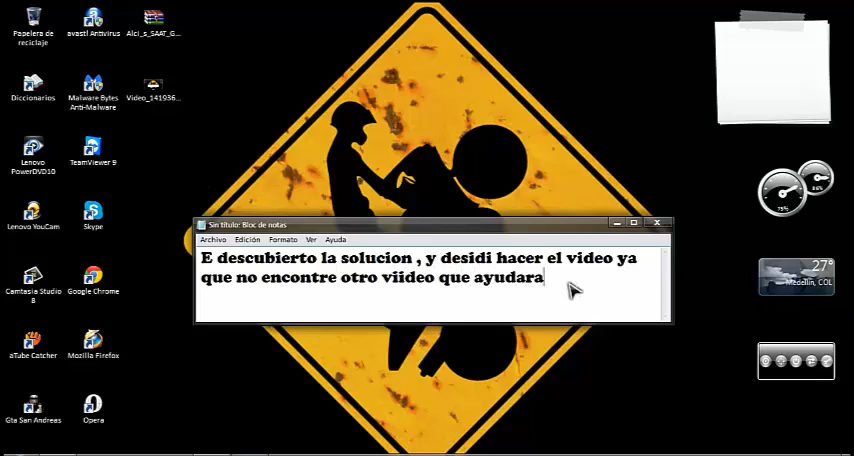 Papelera de
reciclaje
avast! Antivirus
Alci_s_SAAT_G...
Diccionarios
Malware Bytes
Anti-Malware
Video_141936...
Lenovo
PowerDVD10
TeamViewer 9
Lenovo YouCam
Skype
Camtasia Studio
8
Google Chrome
aTube Catcher
Mozilla Firefox
Gta San Andreas
Opera
Sin título: Bloc de notas
Archivo Edición Formato Ver Ayuda
E descubierto la solucion , y desidi hacer el video ya
que no encontre otro viideo que ayudara
27°
Medellin, COL